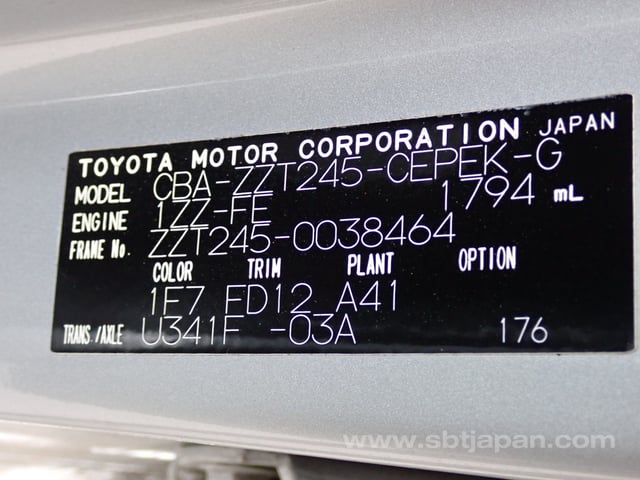 TOYOTA MOTOR CORPORATION JAPAN
MODEL CBA-ZZT245-CEPEK-G
ENGINE 1ZZ-FE 1794 mL
FRAME No. ZZT245-0038464
COLOR TRIM PLANT OPTION
1F7 FD12 A41
TRANS./AXLE U341F -03A 176
www.sbtjapan.com